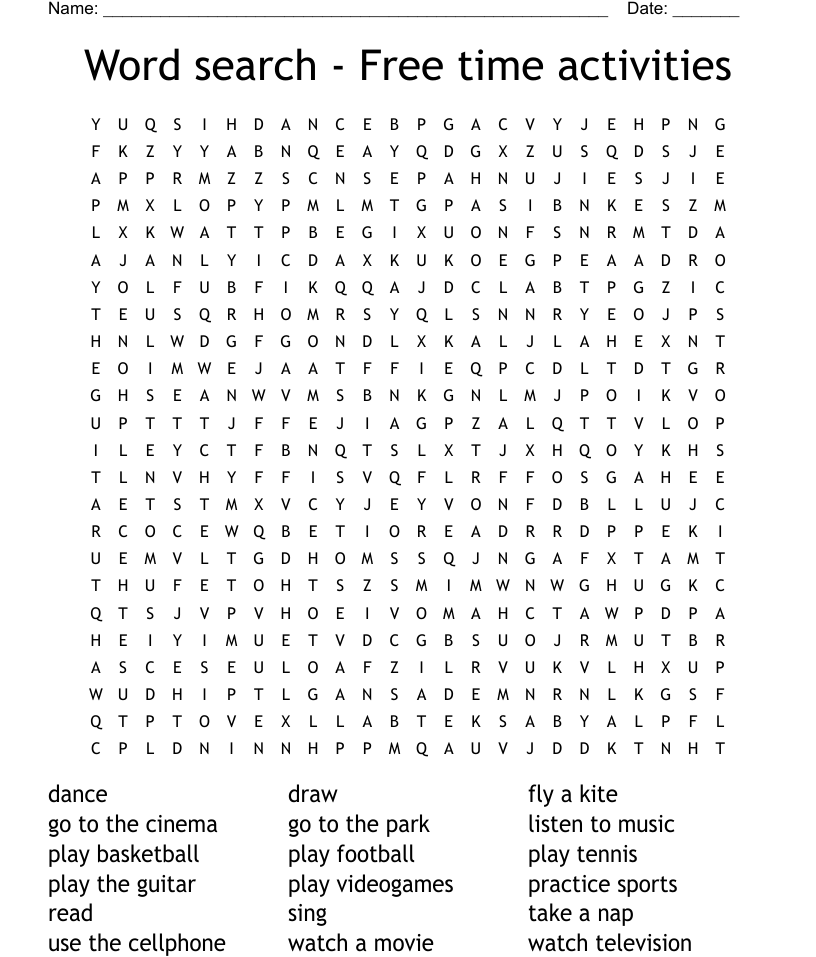 Name: ____________________________________________________ Date: _______
Word search - Free time activities
Y U Q S I H D A N C E B P G A C V Y J E H P N G
F K Z Y Y A B N Q E A Y Q D G X Z U S Q D S J E
A P P R M Z Z S C N S E P A H N U J I E S J I E
P M X L O P Y P M L M T G P A S I B N K E S Z M
L X K W A T T P B E G I X U O N F S N R M T D A
A J A N L Y I C D A X K U K O E G P E A A D R O
Y O L F U B F I K Q Q A J D C L A B T P G Z I C
T E U S Q R H O M R S Y Q L S N N R Y E O J P S
H N L W D G F G O N D L X K A L J L A H E X N T
E O I M W E J A A T F F I E Q P C D L T D T G R
G H S E A N W V M S B N K G N L M J P O I K V O
U P T T T J F F E J I A G P Z A L Q T T V L O P
I L E Y C T F B N Q T S L X T J X H Q O Y K H S
T L N V H Y F F I S V Q F L R F F O S G A H E E
A E T S T M X V C Y J E Y V O N F D B L L U J C
R C O C E W Q B E T I O R E A D R R D P P E K I
U E M V L T G D H O M S S Q J N G A F X T A M T
T H U F E T O H T S Z S M I M W N W G H U G K C
Q T S J V P V H O E I V O M A H C T A W P D P A
H E I Y I M U E T V D C G B S U O J R M U T B R
A S C E S E U L O A F Z I L R V U K V L H X U P
W U D H I P T L G A N S A D E M N R N L K G S F
Q T P T O V E X L L A B T E K S A B Y A L P F L
C P L D N I N N H P P M Q A U V J D D K T N H T
dance draw fly a kite
go to the cinema go to the park listen to music
play basketball play football play tennis
play the guitar play videogames practice sports
read sing take a nap
use the cellphone watch a movie watch television